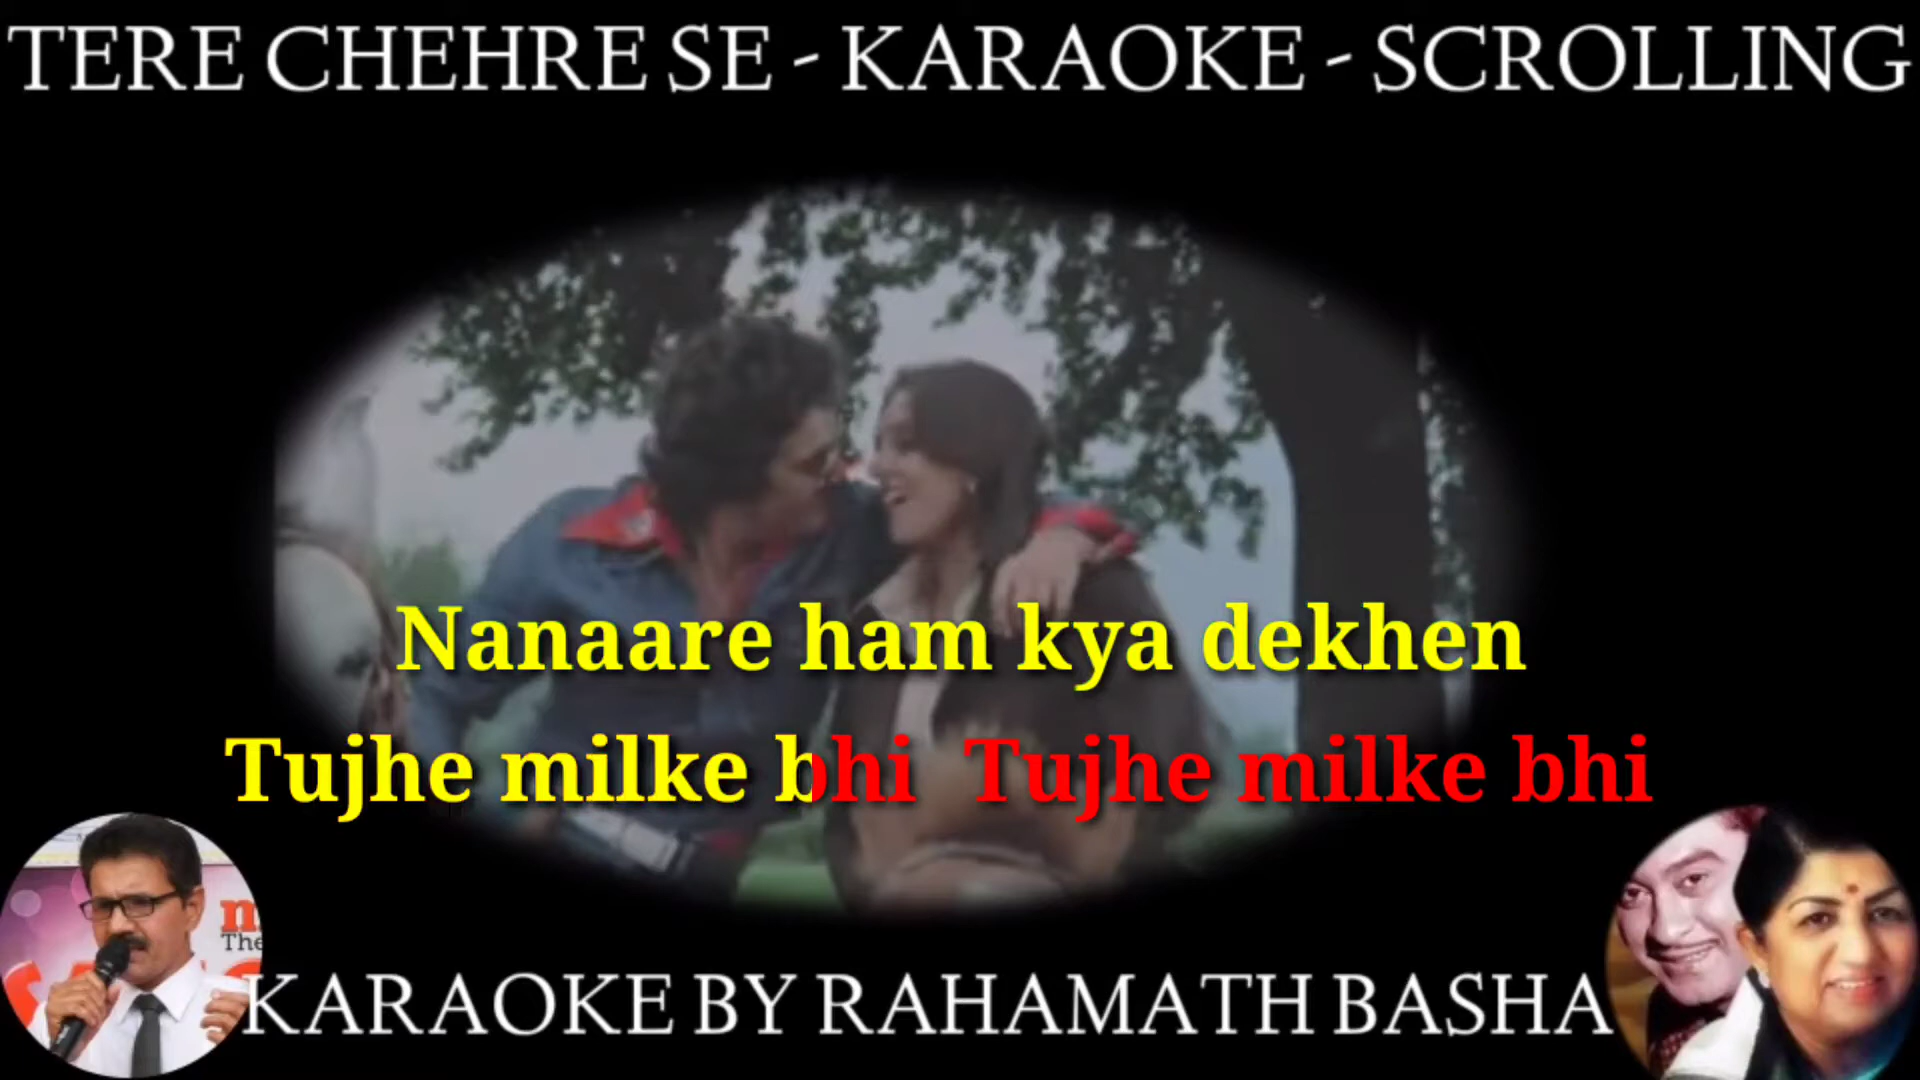 TERE CHEHRE SE - KARAOKE - SCROLLING
Nanaare ham kya dekhen
Tujhe milke bhi Tujhe milke bhi
The
KARAOKE BY RAHAMATH BASHA